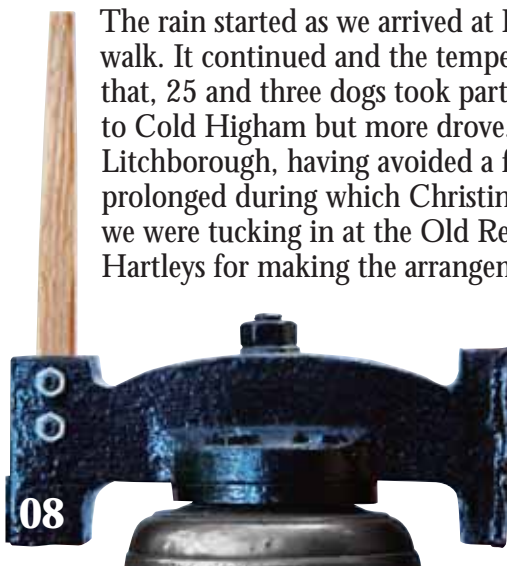 The rain started as we arrived at
walk. It continued and the tempe
that, 25 and three dogs took part
to Cold Higham but more drove.
Litchborough, having avoided a f
prolonged during which Christin
we were tucking in at the Old Re
Hartleys for making the arrangen
08